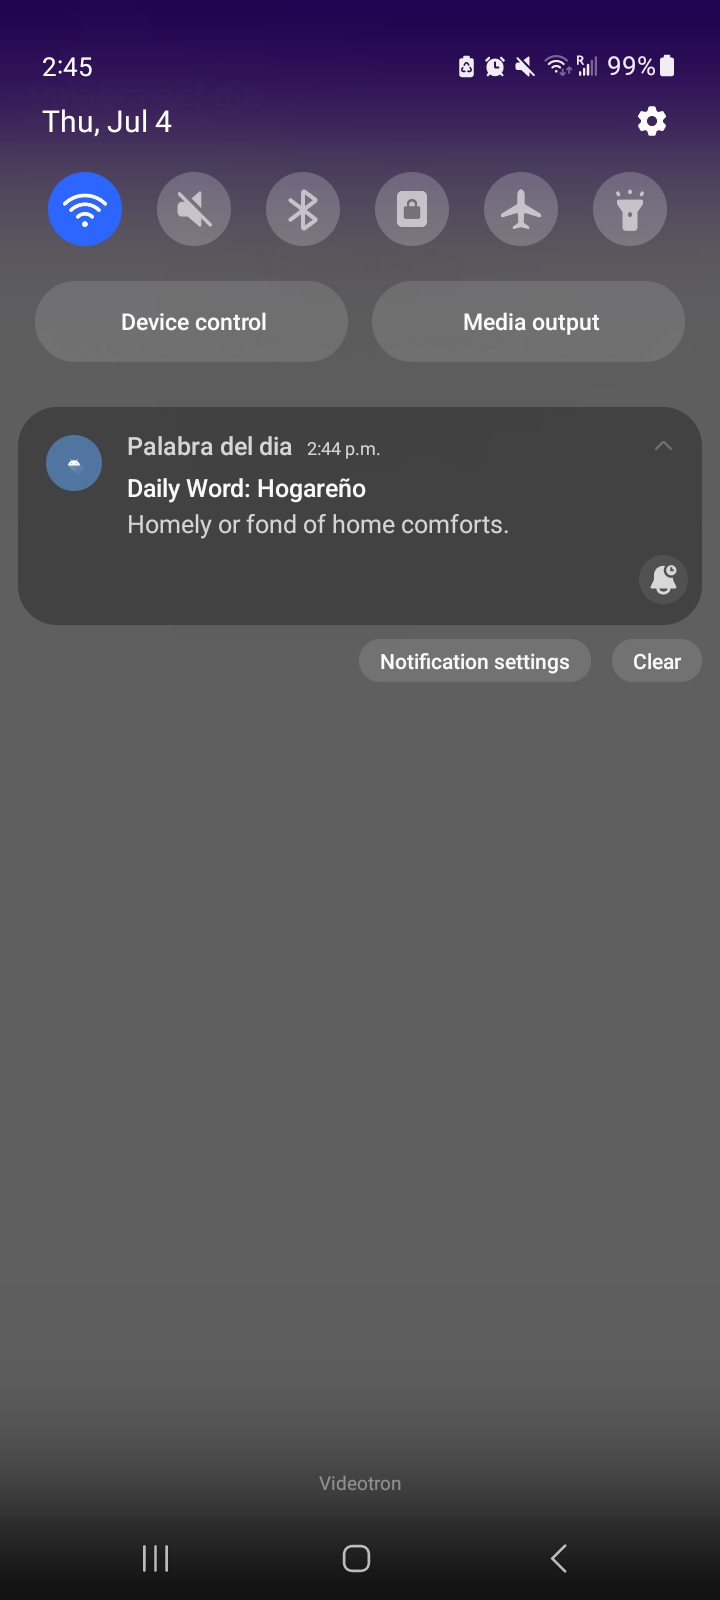 2:45 R 99%
Thu, Jul 4
Device control Media output
Palabra del dia 2:44 p.m.
Daily Word: Hogareño
Homely or fond of home comforts.
Notification settings Clear
Videotron